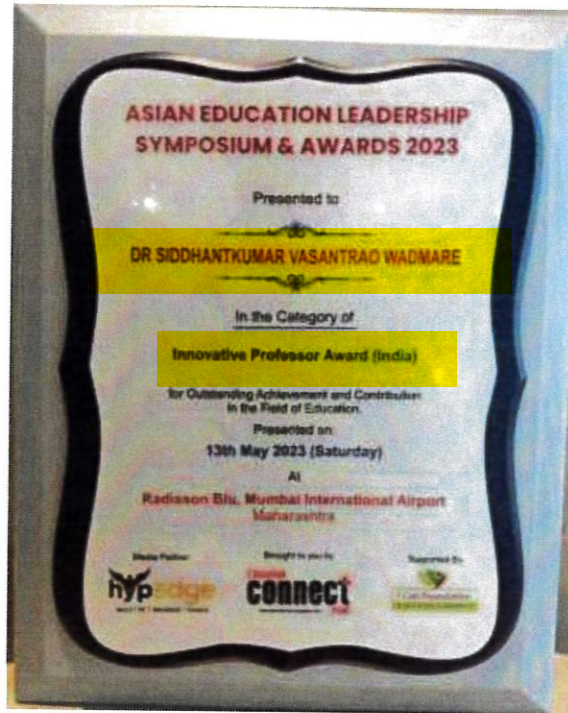 ASIAN EDUCATION LEADERSHIP
SYMPOSIUM & AWARDS 2023
Presented to
DR SIDDHANTKUMAR VASANTRAO WADMARE
In the Category of
Innovative Professor Award (India)
for Outstanding Achievement and Contribution
In the Field of Education.
Presented on
13th May 2023 (Saturday)
At
Radisson Blu, Mumbai International Airport
Maharashtra
Media Partner
Brought to you by
Supported By
hypedge
connect
I Can Foundation